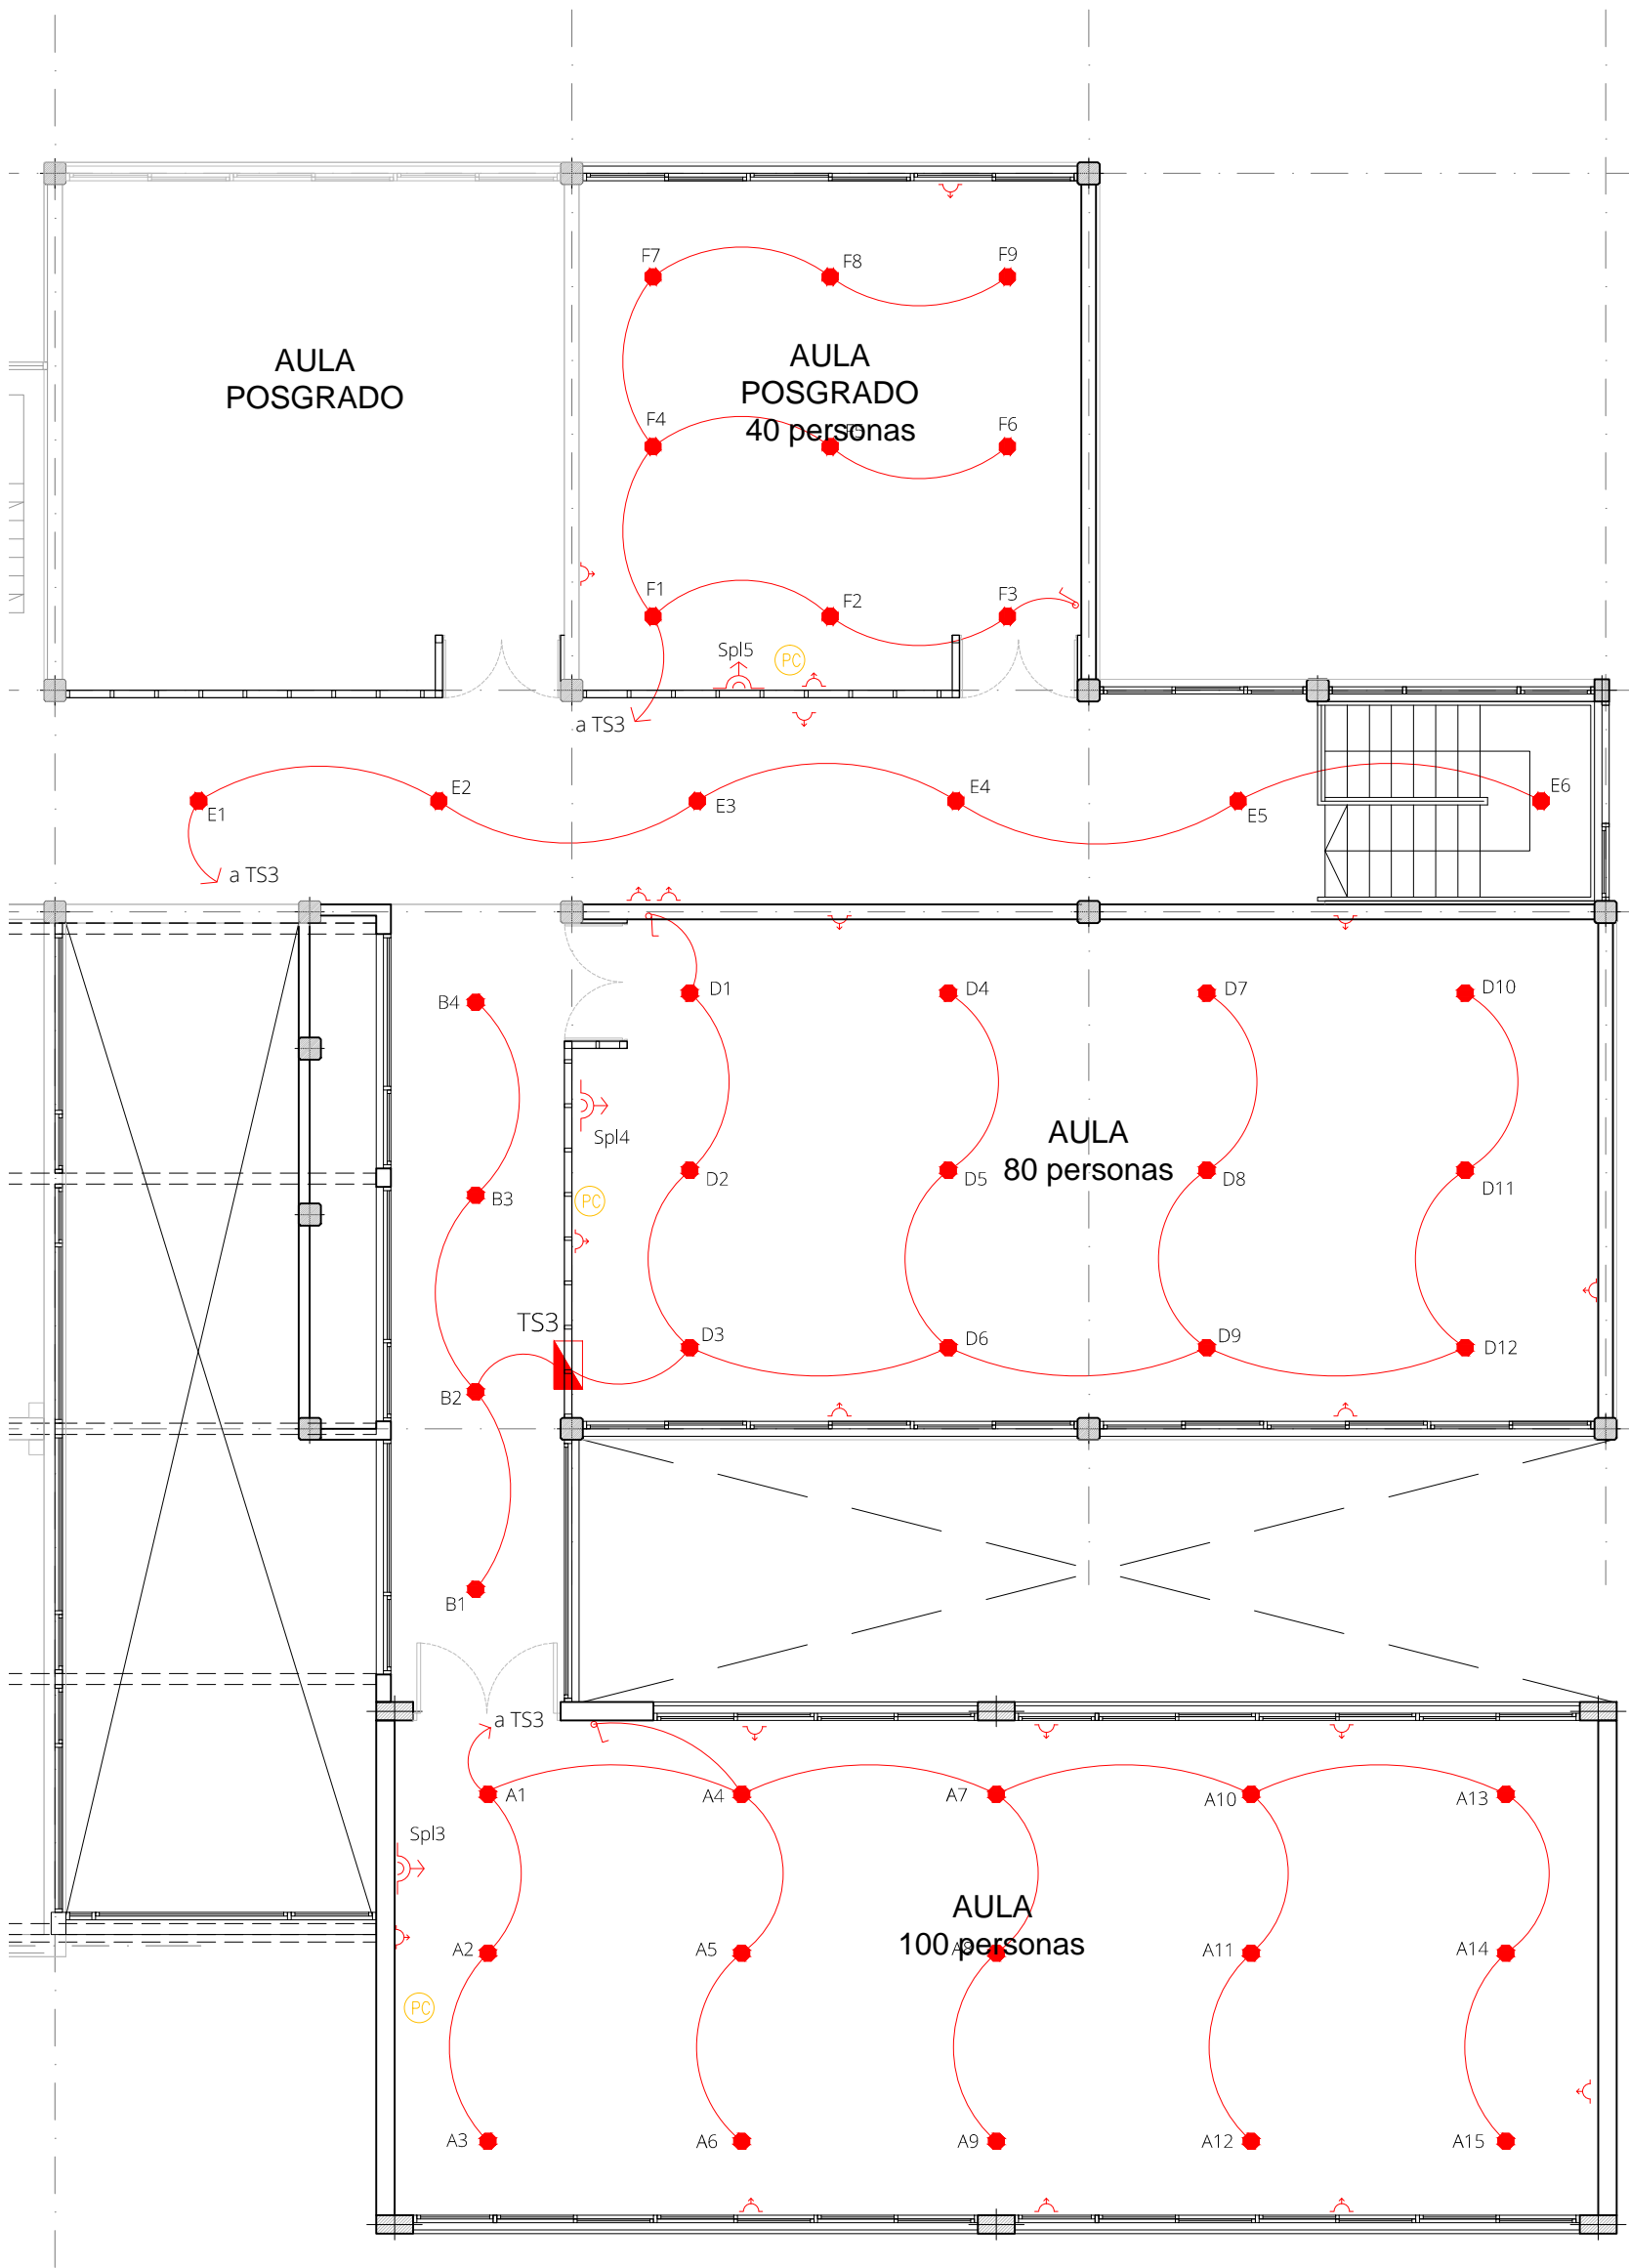 F7
F8
F9
AULA
POSGRADO
AULA
POSGRADO
40 personas
F4
F6
F1
F2
F3
Spl5
PC
a TS3
E1
E2
E3
E4
E5
E6
a TS3
B4
D1
D4
D7
D10
Spl4
AULA
80 personas
B3
D2
D5
D8
D11
PC
TS3
D3
D6
D9
D12
B2
B1
a TS3
A1
A4
A7
A10
A13
Spl3
AULA
100 personas
A2
A5
A8
A11
A14
PC
A3
A6
A9
A12
A15